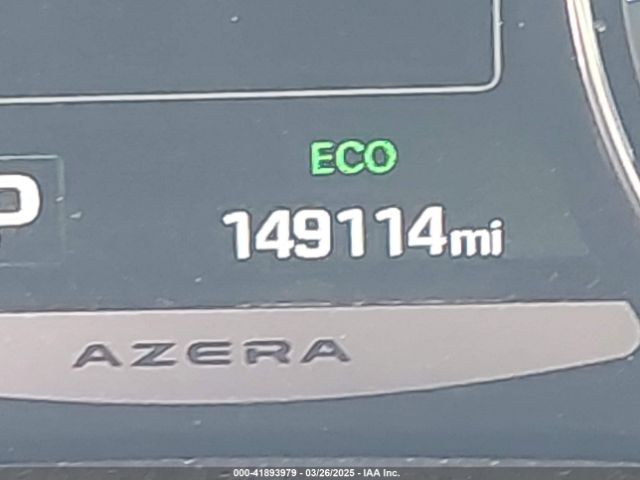 ECO
P
149114mi
AZERA
000-41893979 - 03/26/2025 - IAA Inc.